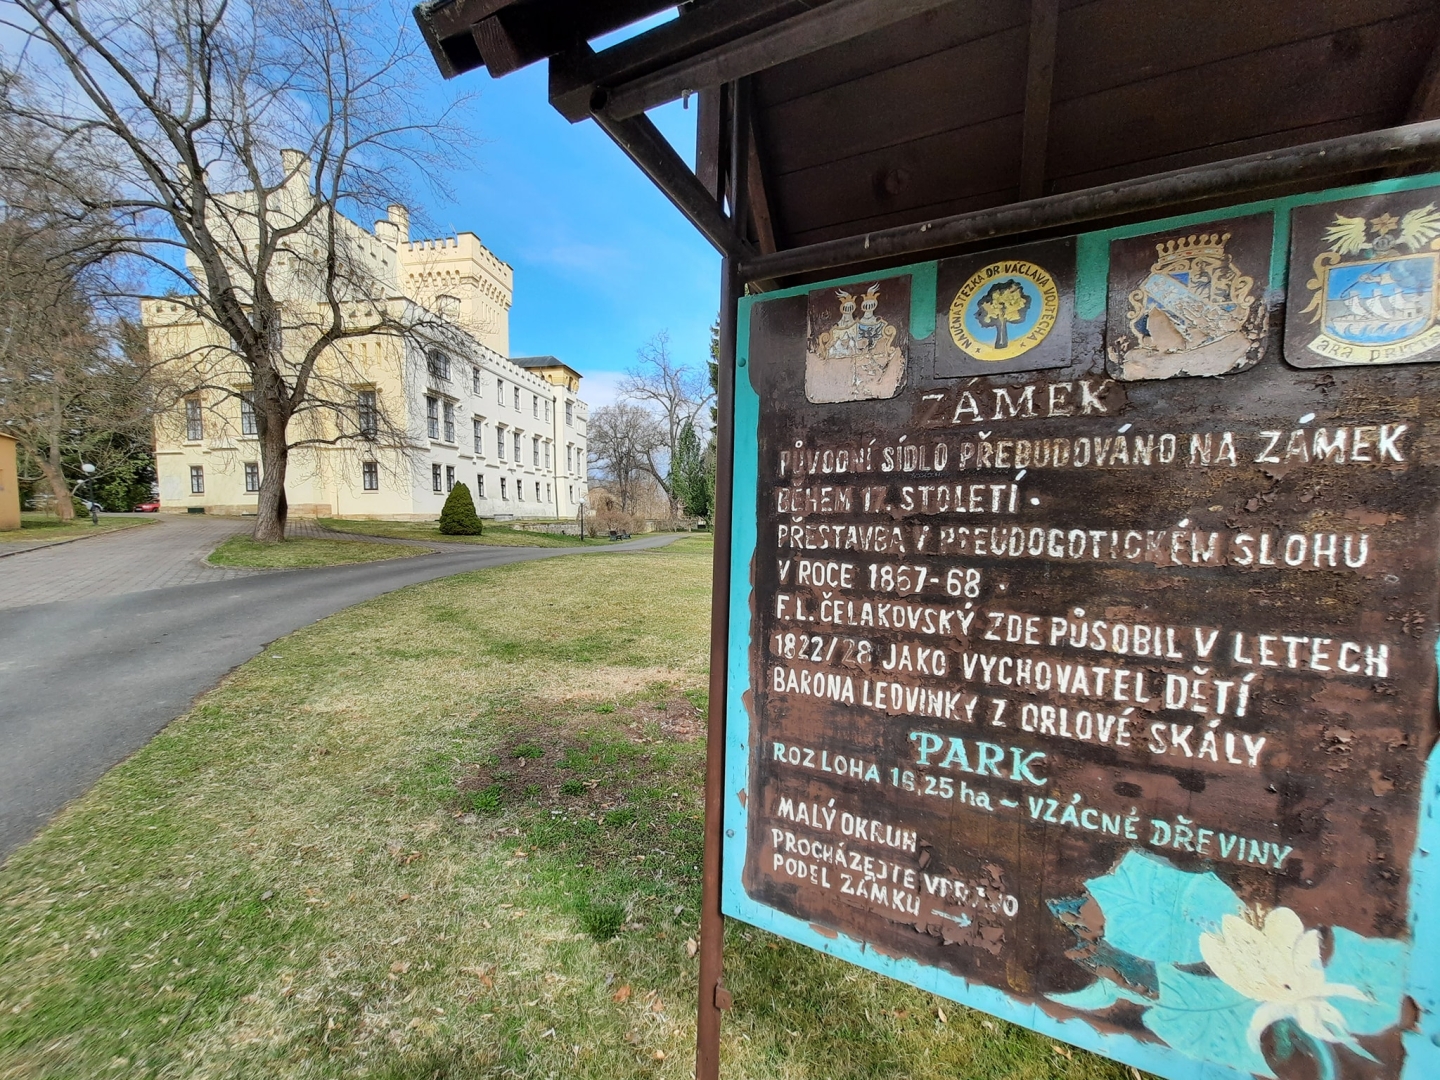 NAUČNÁ STEZKA DR VÁCLAVA VOJTĚCHA
ZÁMEK
PŮVODNÍ SÍDLO PŘEBUDOVÁNO NA ZÁMEK
BĚHEM 17. STOLETÍ.
PŘESTAVBA V PSEUDOGOTICKÉM SLOHU
V ROCE 1867-68.
F.L. ČELAKOVSKÝ ZDE PŮSOBIL V LETECH
1822/28 JAKO VYCHOVATEL DĚTÍ
BARONA LEDVINKY Z ORLOVÉ SKÁLY
PARK
ROZLOHA 16,25 ha - VZÁCNÉ DŘEVINY
MALÝ OKRUH
PROCHÁZEJTE VPRAVO
PODÉL ZÁMKU →